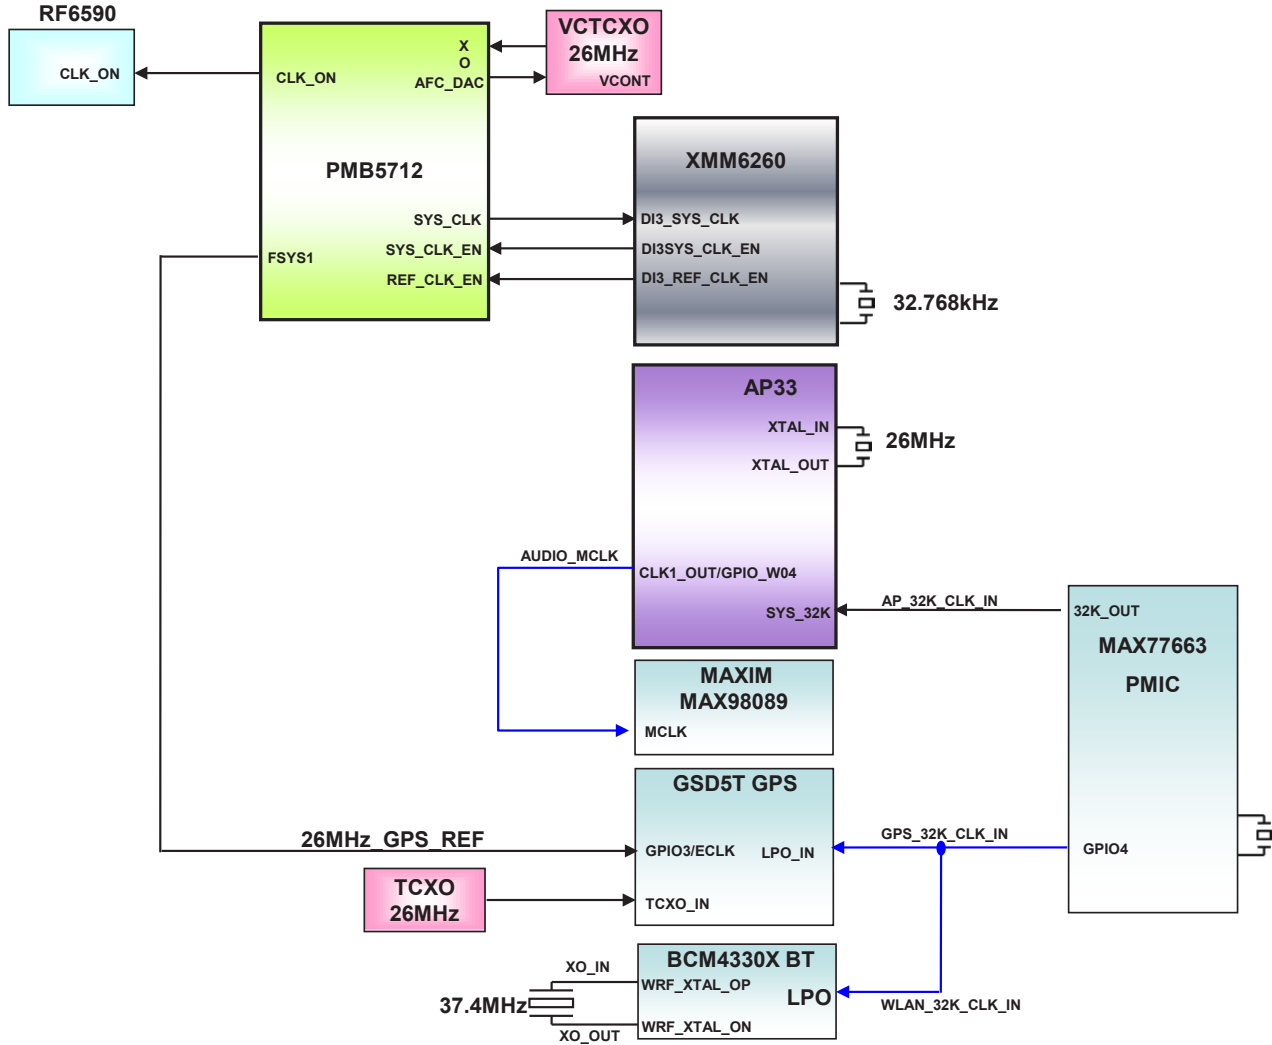 RF6590
CLK_ON
CLK_ON
X
O
AFC_DAC
VCTCXO
26MHz
VCONT
PMB5712
SYS_CLK
SYS_CLK_EN
REF_CLK_EN
FSYS1
XMM6260
DI3_SYS_CLK
DI3SYS_CLK_EN
DI3_REF_CLK_EN
32.768kHz
AP33
XTAL_IN
XTAL_OUT
26MHz
AUDIO_MCLK
CLK1_OUT/GPIO_W04
SYS_32K
AP_32K_CLK_IN
32K_OUT
MAX77663
PMIC
GPIO4
MAXIM
MAX98089
MCLK
GSD5T GPS
26MHz_GPS_REF
GPIO3/ECLK
LPO_IN
GPS_32K_CLK_IN
TCXO
26MHz
TCXO_IN
BCM4330X BT
XO_IN
WRF_XTAL_OP
LPO
37.4MHz
WLAN_32K_CLK_IN
WRF_XTAL_ON
XO_OUT